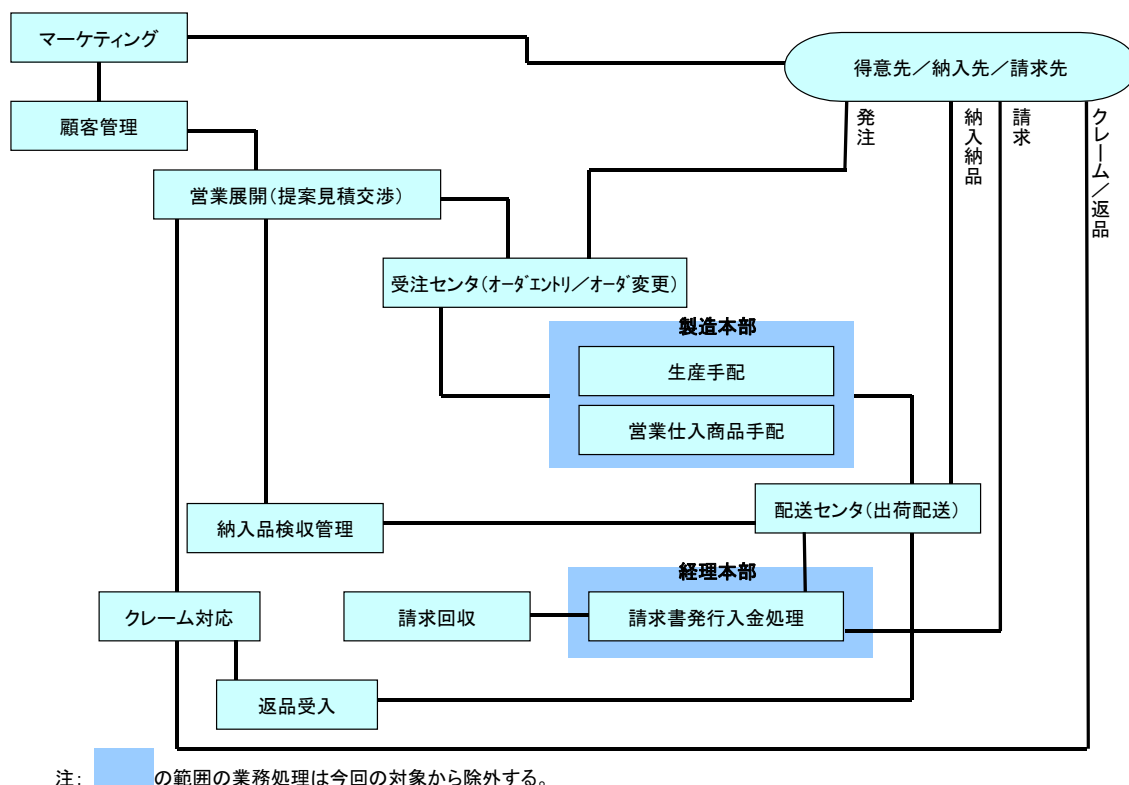 マーケティング
得意先／納入先／請求先
顧客管理
発注
納入納品
請求
クレーム／返品
営業展開(提案見積交渉)
受注センタ(ｵｰﾀﾞｴﾝﾄﾘ／ｵｰﾀﾞ変更)
製造本部
生産手配
営業仕入商品手配
配送センタ(出荷配送)
納入品検収管理
経理本部
クレーム対応
請求回収
請求書発行入金処理
返品受入
注: の範囲の業務処理は今回の対象から除外する。